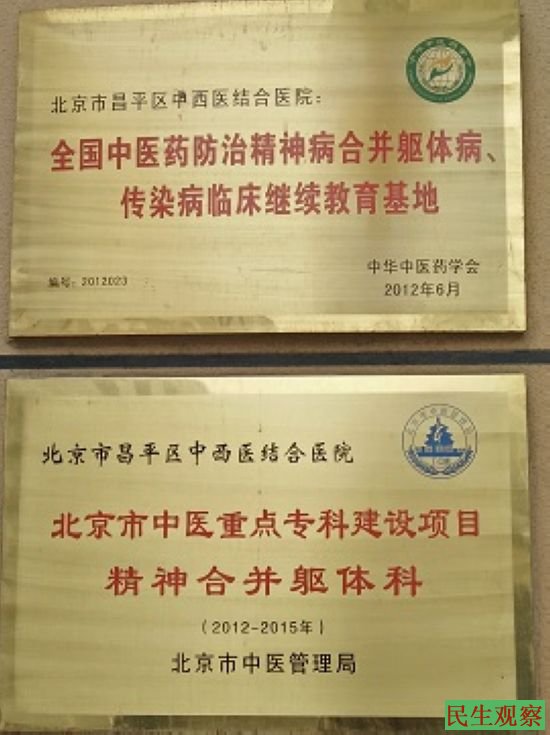 北京市昌平区中西医结合医院：
全国中医药防治精神病合并躯体病、
传染病临床继续教育基地
编号：2012023
中华中医药学会
2012年6月
北京市昌平区中西医结合医院
北京市中医重点专科建设项目
精神合并躯体科
（2012-2015年）
北京市中医管理局
民生观察